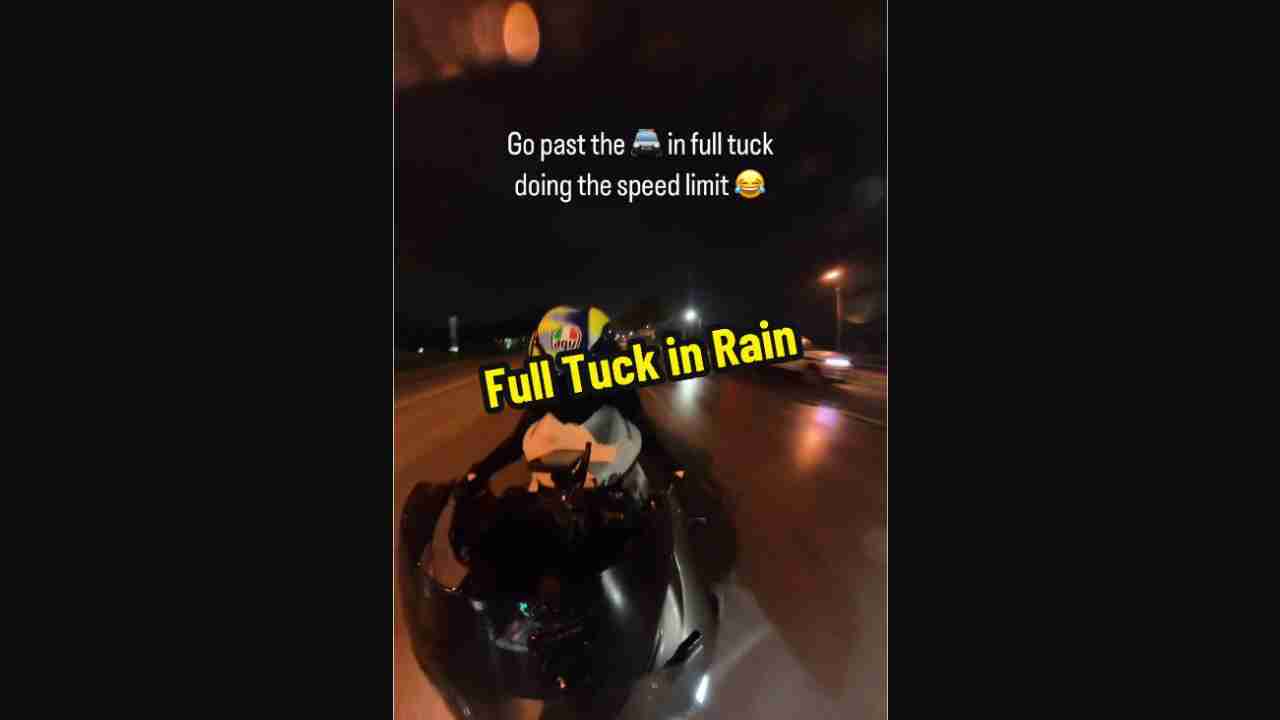 Go past the 🚔 in full tuck
doing the speed limit 😂
AGV
Full Tuck in Rain